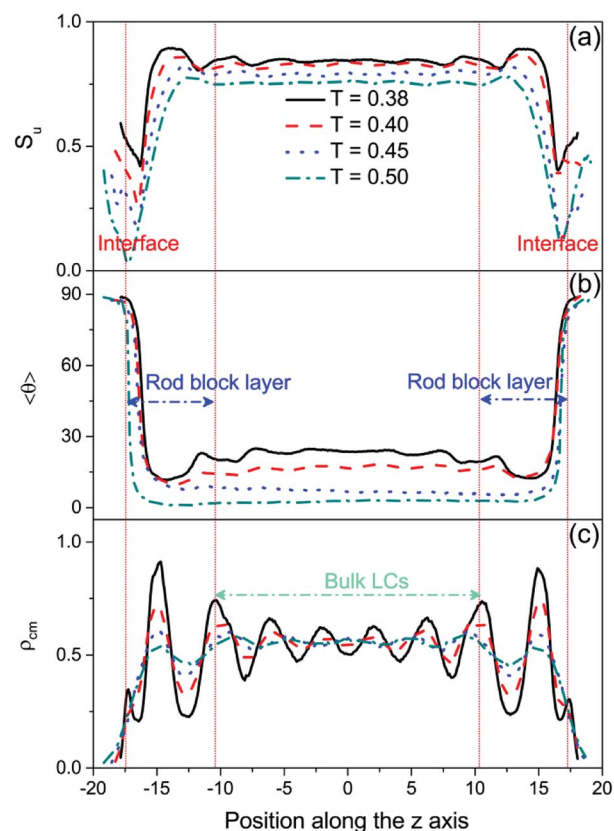 (a)
1.0
0.5
0.0
S_u
T = 0.38
T = 0.40
T = 0.45
T = 0.50
Interface
Interface
(b)
90
60
30
0
<θ>
Rod block layer
Rod block layer
(c)
1.0
0.5
0.0
ρ_cm
Bulk LCs
-20 -15 -10 -5 0 5 10 15 20
Position along the z axis